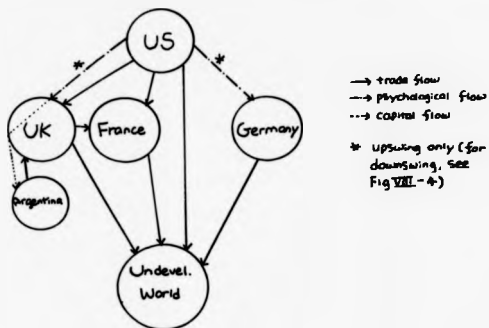 US
*
*
UK
France
Germany
Argentina
Undevel.
World
trade flow
psychological flow
capital flow
* upswing only (for
downswing, see
Fig VIII-4)